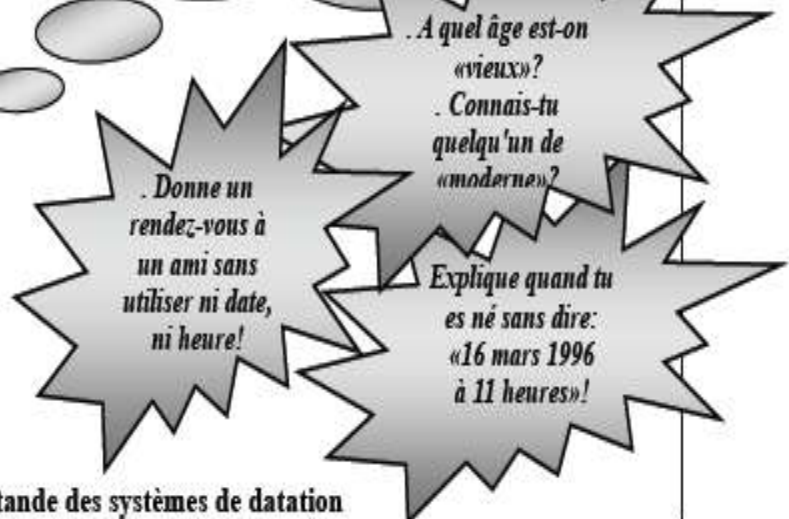 . A quel âge est-on
«vieux»?
. Connais-tu
quelqu'un de
«moderne»?
. Donne un
rendez-vous à
un ami sans
utiliser ni date,
ni heure!
Explique quand tu
es né sans dire:
«16 mars 1996
à 11 heures»!
des systèmes de datation